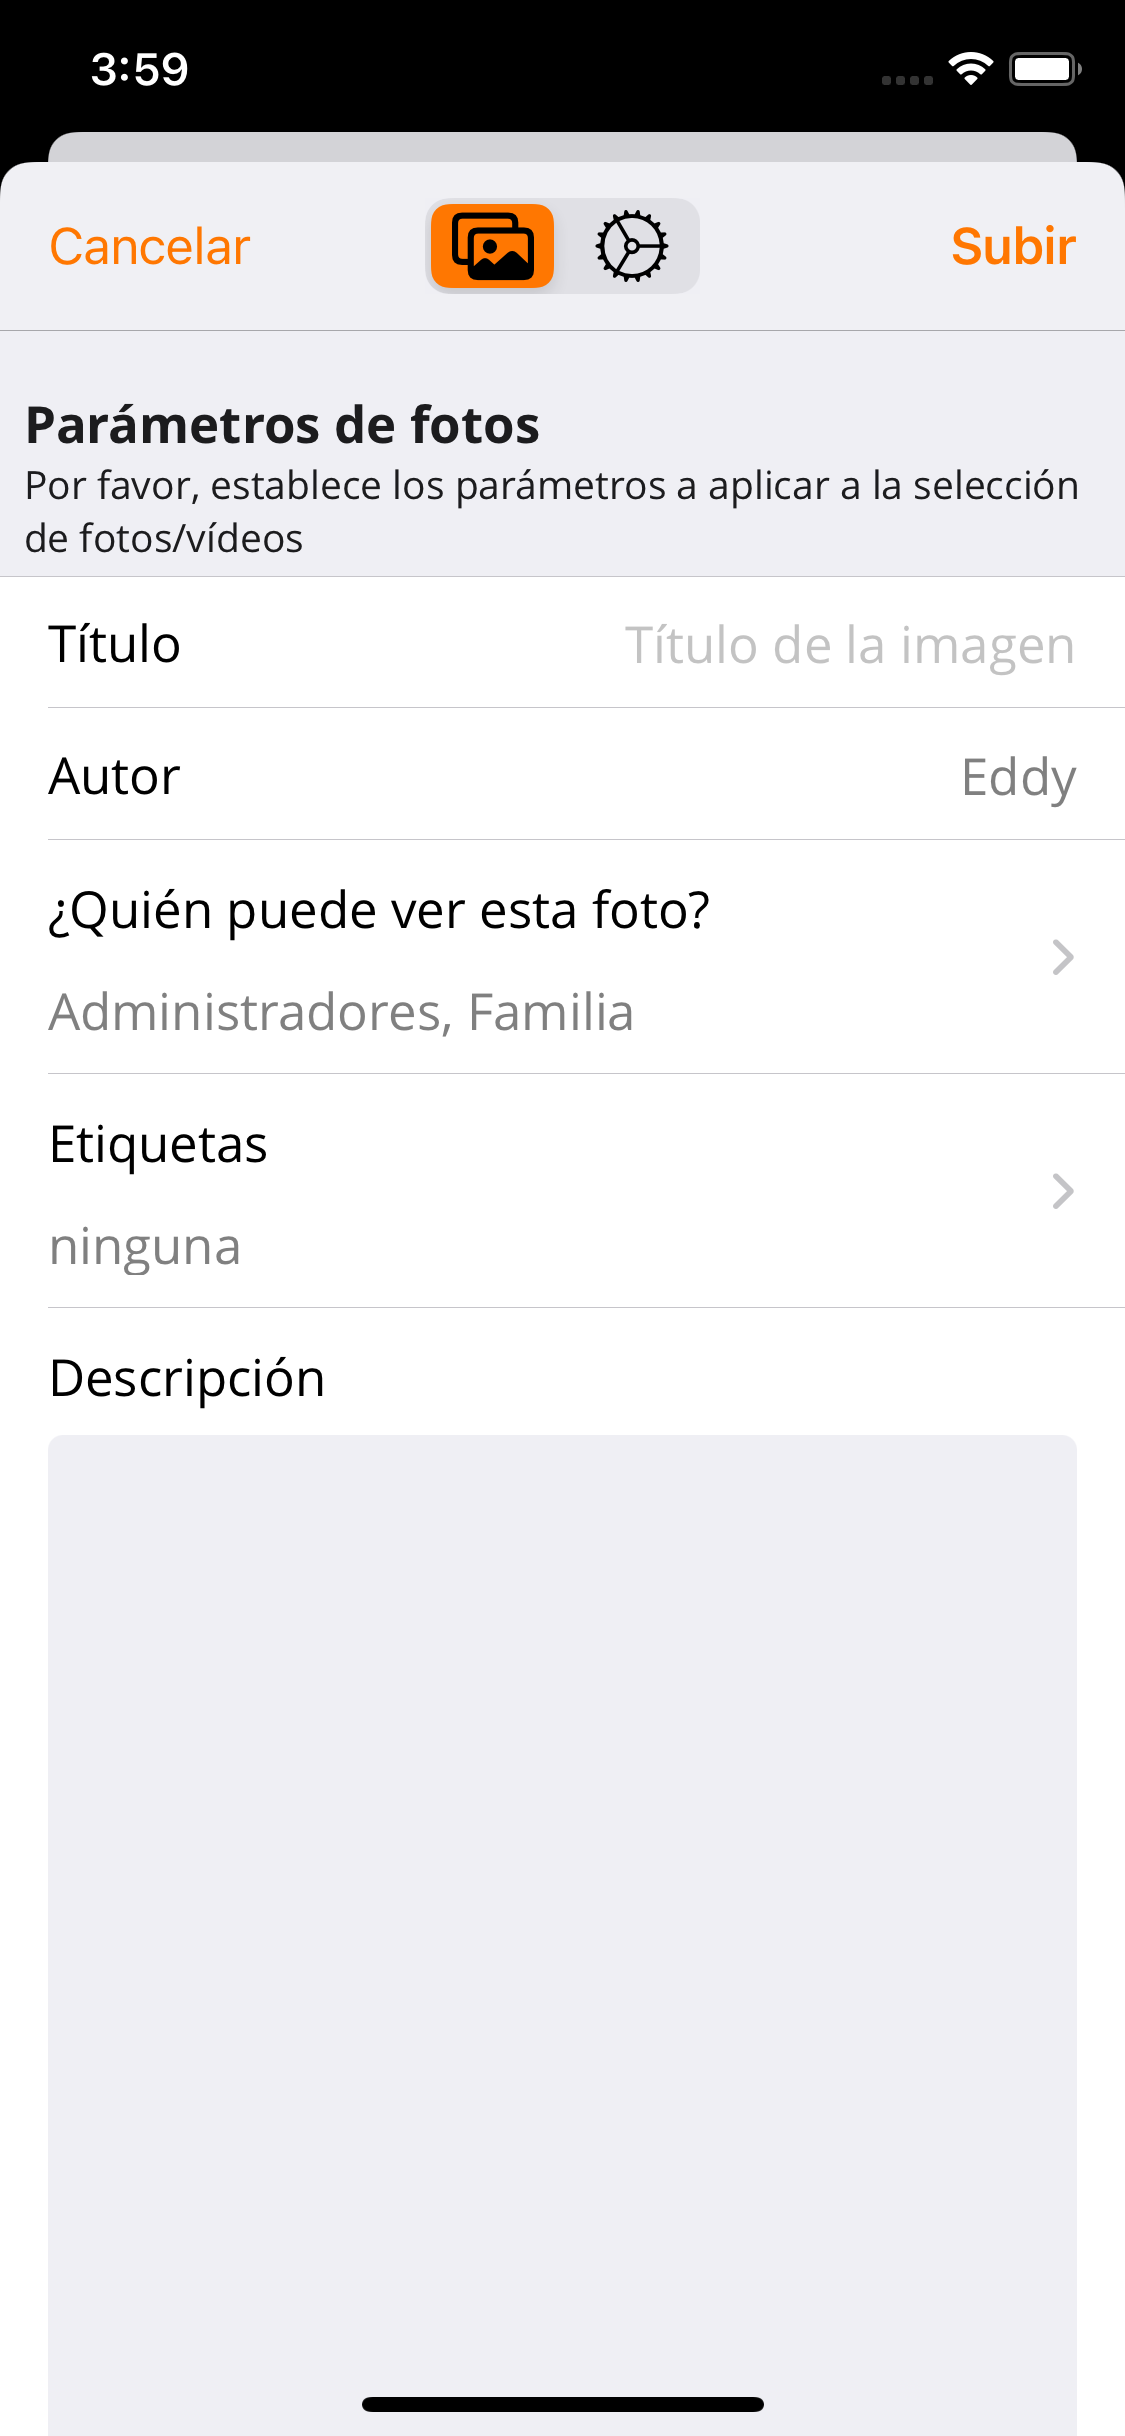 3:59
Cancelar
Subir
Parámetros de fotos
Por favor, establece los parámetros a aplicar a la selección
de fotos/vídeos
Título
Título de la imagen
Autor
Eddy
¿Quién puede ver esta foto?
Administradores, Familia
Etiquetas
ninguna
Descripción